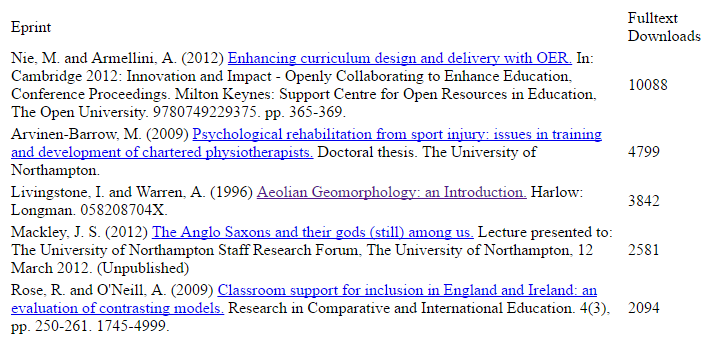 Eprint
Fulltext
Downloads
Nie, M. and Armellini, A. (2012) Enhancing curriculum design and delivery with OER. In:
Cambridge 2012: Innovation and Impact - Openly Collaborating to Enhance Education,
Conference Proceedings. Milton Keynes: Support Centre for Open Resources in Education,
The Open University. 9780749229375. pp. 365-369.
10088
Arvinen-Barrow, M. (2009) Psychological rehabilitation from sport injury: issues in training
and development of chartered physiotherapists. Doctoral thesis. The University of
Northampton.
4799
Livingstone, I. and Warren, A. (1996) Aeolian Geomorphology: an Introduction. Harlow:
Longman. 058208704X.
3842
Mackley, J. S. (2012) The Anglo Saxons and their gods (still) among us. Lecture presented to:
The University of Northampton Staff Research Forum, The University of Northampton, 12
March 2012. (Unpublished)
2581
Rose, R. and O'Neill, A. (2009) Classroom support for inclusion in England and Ireland: an
evaluation of contrasting models. Research in Comparative and International Education. 4(3),
pp. 250-261. 1745-4999.
2094